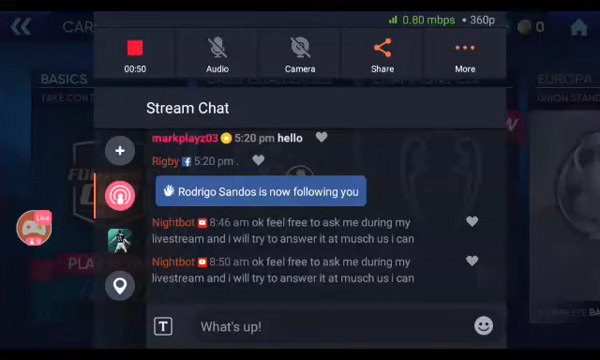 0.80 mbps • 360p
CAR
0
00:50
Audio
Camera
Share
More
BASICS
EUROPA
Stream Chat
markplayz03 5:20 pm hello
Rigby 5:20 pm .
Rodrigo Sandos is now following you
Nightbot 8:46 am ok feel free to ask me during my
livestream and i will try to answer it at musch us i can
Nightbot 8:50 am ok feel free to ask me during my
livestream and i will try to answer it at musch us i can
Live
T
What's up!